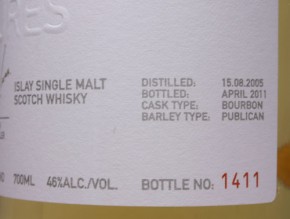 RES
ISLAY SINGLE MALT
SCOTCH WHISKY
DISTILLED: 15.08.2005
BOTTLED: APRIL 2011
CASK TYPE: BOURBON
BARLEY TYPE: PUBLICAN
700ML 46%ALC./VOL.
BOTTLE NO: 1411